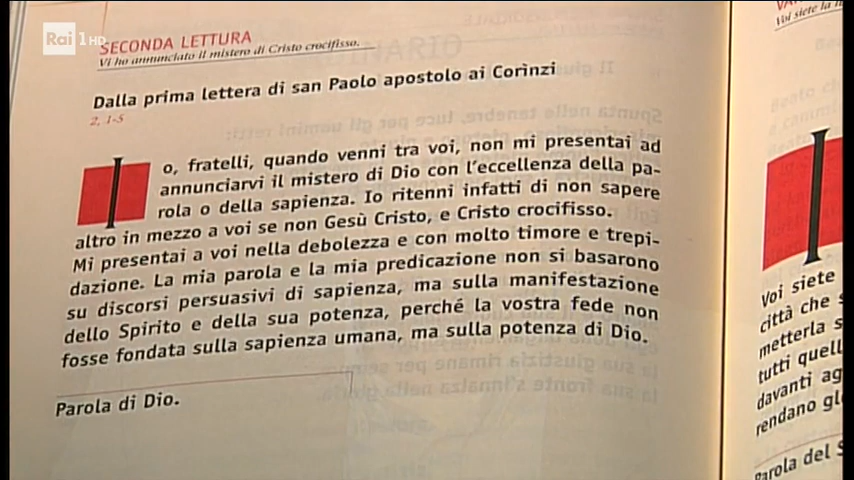 Rai 1 HD
SECONDA LETTURA
Vi ho annunciato il mistero di Cristo crocifisso.
Dalla prima lettera di san Paolo apostolo ai Corìnzi
2, 1-5
Io, fratelli, quando venni tra voi, non mi presentai ad
annunciarvi il mistero di Dio con l'eccellenza della pa-
rola o della sapienza. Io ritenni infatti di non sapere
altro in mezzo a voi se non Gesù Cristo, e Cristo crocifisso.
Mi presentai a voi nella debolezza e con molto timore e trepi-
dazione. La mia parola e la mia predicazione non si basarono
su discorsi persuasivi di sapienza, ma sulla manifestazione
dello Spirito e della sua potenza, perché la vostra fede non
fosse fondata sulla sapienza umana, ma sulla potenza di Dio.
Parola di Dio.
Voi siete la
Voi siete
città che s
metterla s
tutti quell
davanti ag
rendano gl
Parola del S